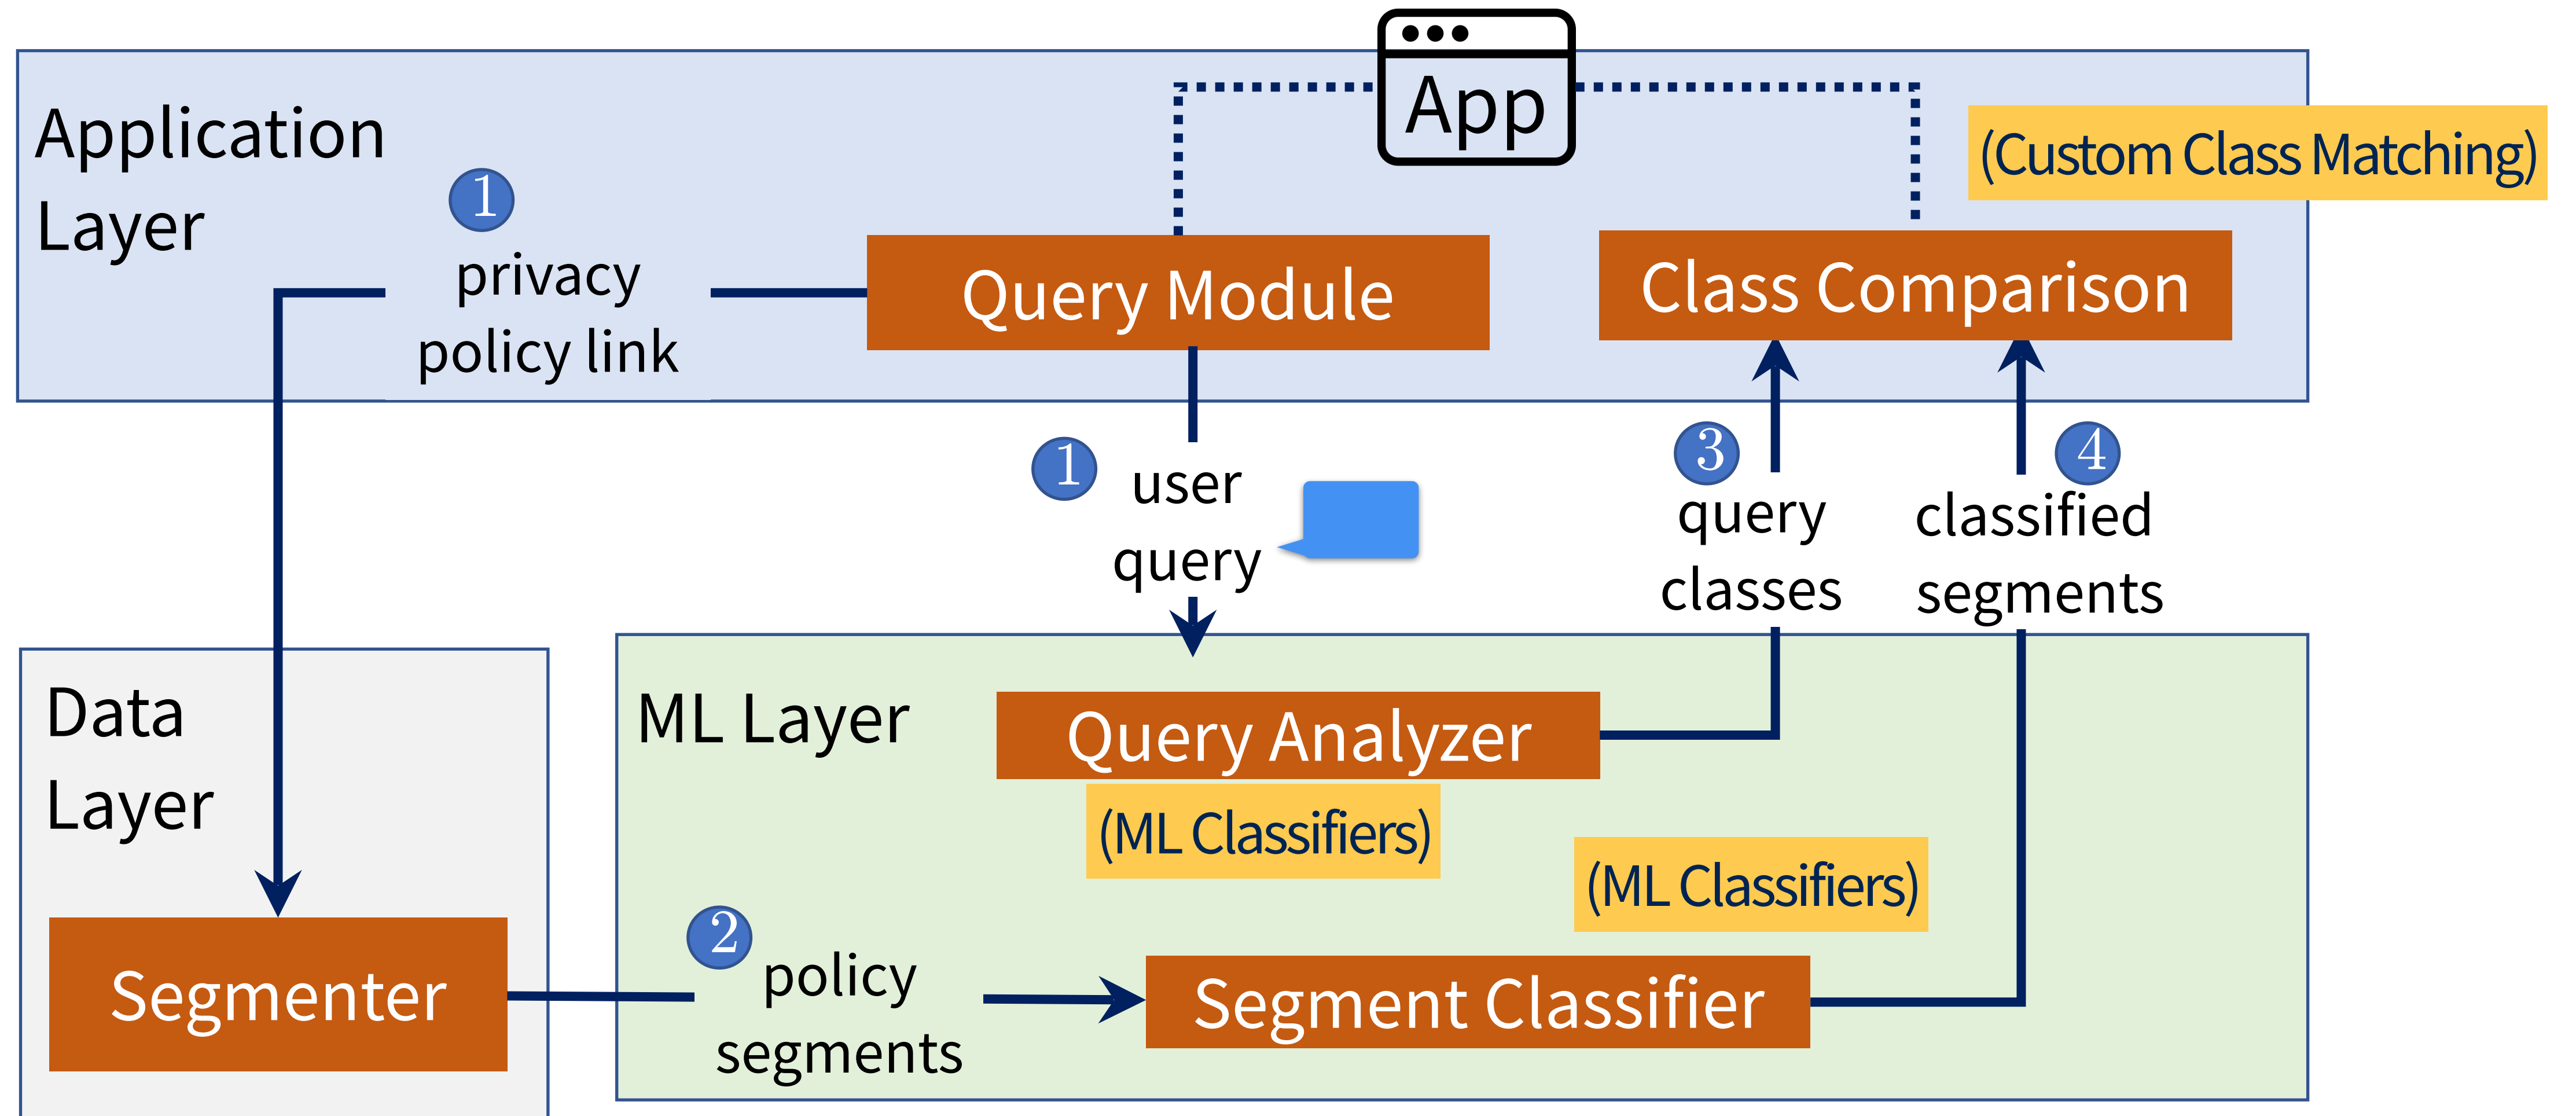 App
Application
Layer
(Custom Class Matching)
1
privacy
policy link
Query Module
Class Comparison
1
user
query
3
query
classes
4
classified
segments
Data
Layer
ML Layer
Query Analyzer
(ML Classifiers)
(ML Classifiers)
Segmenter
2
policy
segments
Segment Classifier